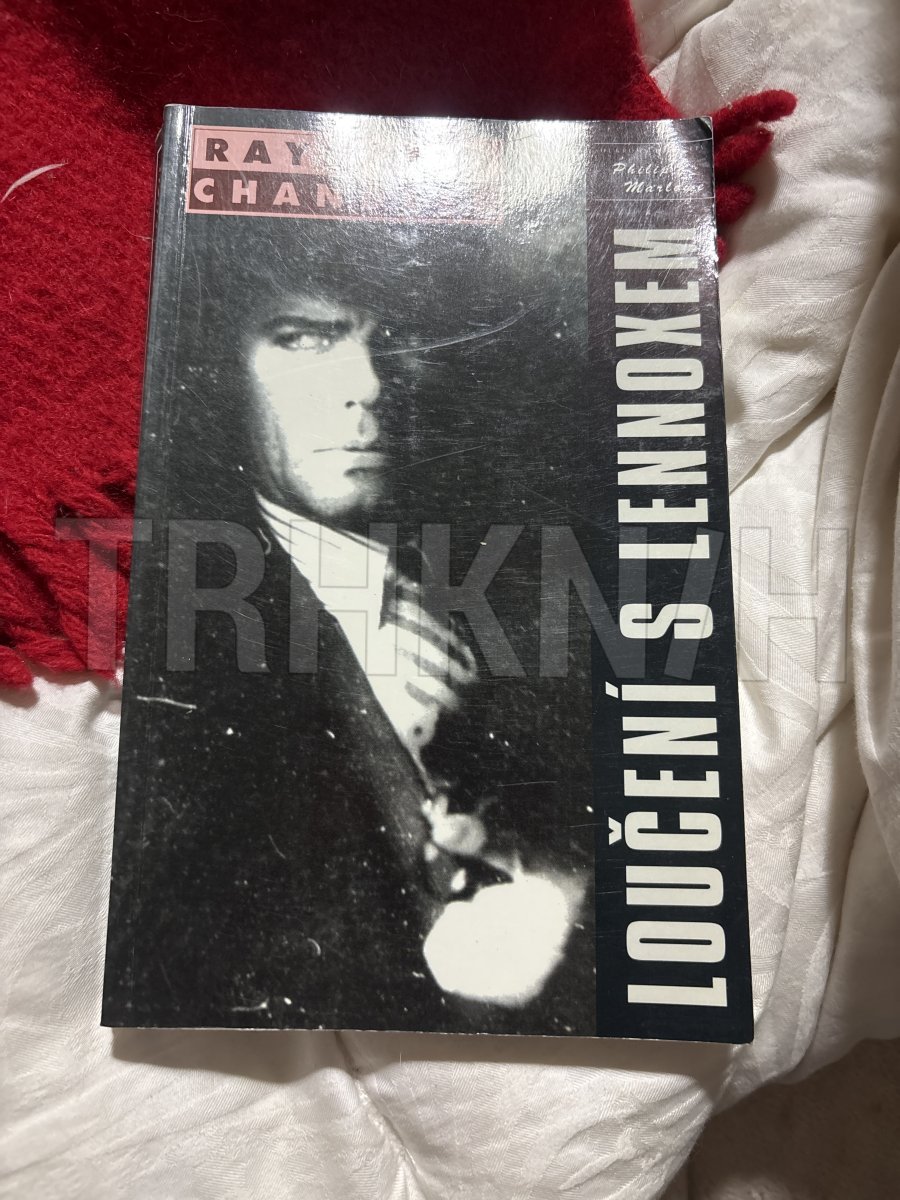 RAY
CHAN
Philip
Marlowe
LOUČENÍ S LENNOXEM
TRHKNIH